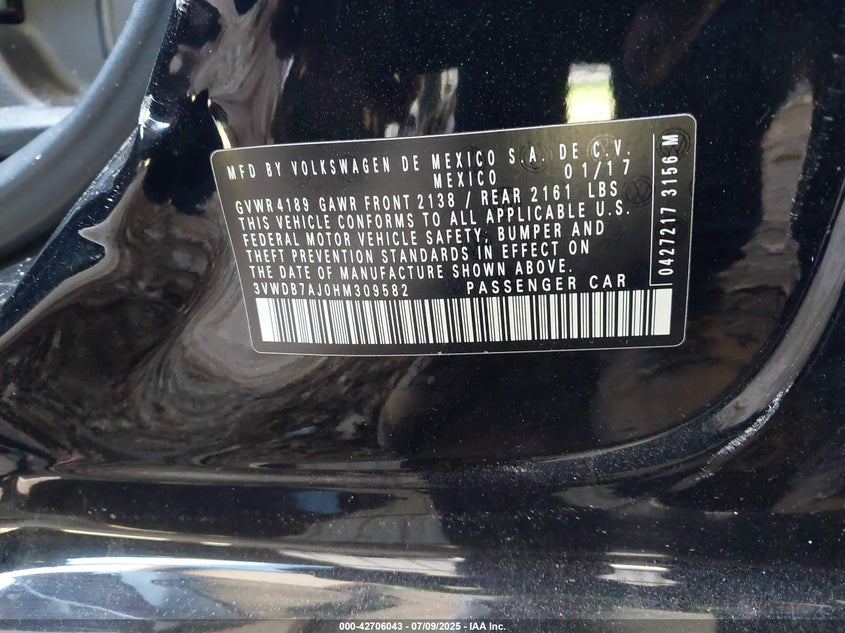 MFD BY VOLKSWAGEN DE MEXICO S.A. DE C.V.
MEXICO 01/17
GVWR4189 GAWR FRONT 2138 / REAR 2161 LBS
THIS VEHICLE CONFORMS TO ALL APPLICABLE U.S.
FEDERAL MOTOR VEHICLE SAFETY, BUMPER AND
THEFT PREVENTION STANDARDS IN EFFECT ON
THE DATE OF MANUFACTURE SHOWN ABOVE.
3VWDB7AJ0HM309582 PASSENGER CAR
0427217 3156 M
000-42706043 / 07/09/2025 - IAA Inc.